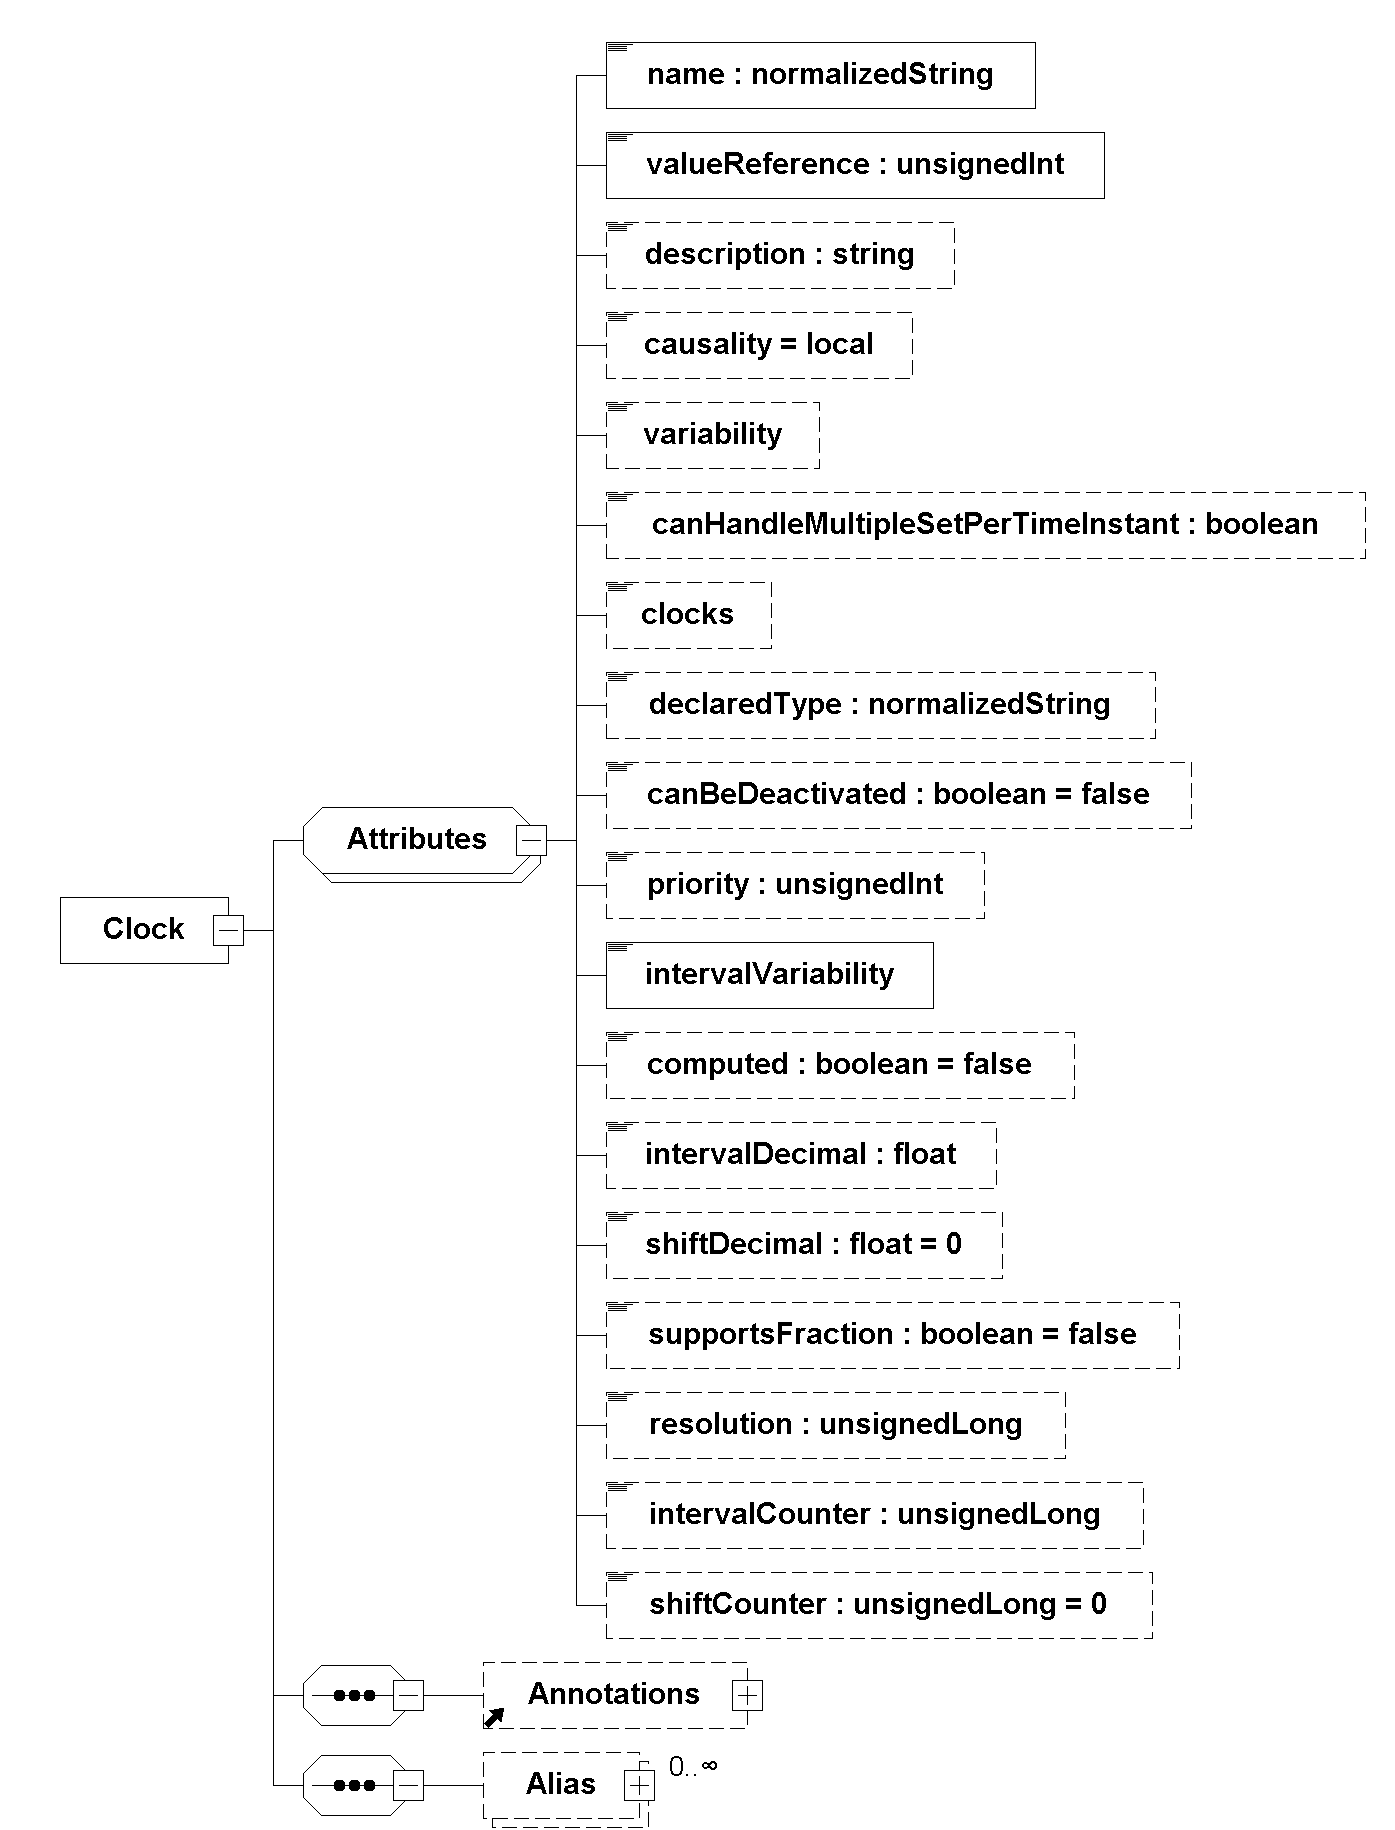 name : normalizedString
valueReference : unsignedInt
description : string
causality = local
variability
canHandleMultipleSetPerTimeInstant : boolean
clocks
declaredType : normalizedString
canBeDeactivated : boolean = false
Attributes
priority : unsignedInt
Clock
intervalVariability
computed : boolean = false
intervalDecimal : float
shiftDecimal : float = 0
supportsFraction : boolean = false
resolution : unsignedLong
intervalCounter : unsignedLong
shiftCounter : unsignedLong = 0
Annotations
Alias
0..∞